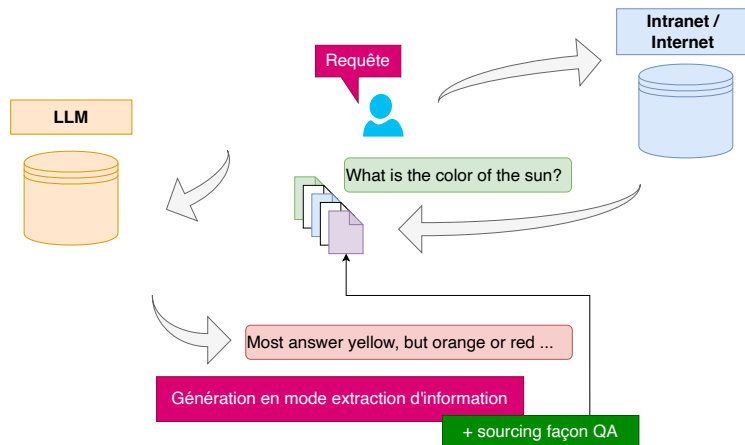 Intranet /
Internet
Requête
LLM
What is the color of the sun?
Most answer yellow, but orange or red ...
Génération en mode extraction d'information
+ sourcing façon QA